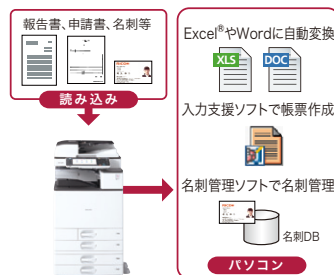 報告書、申請書、名刺等
読み込み
Excel®やWordに自動変換
XLS
DOC
入力支援ソフトで帳票作成
名刺管理ソフトで名刺管理
名刺DB
パソコン